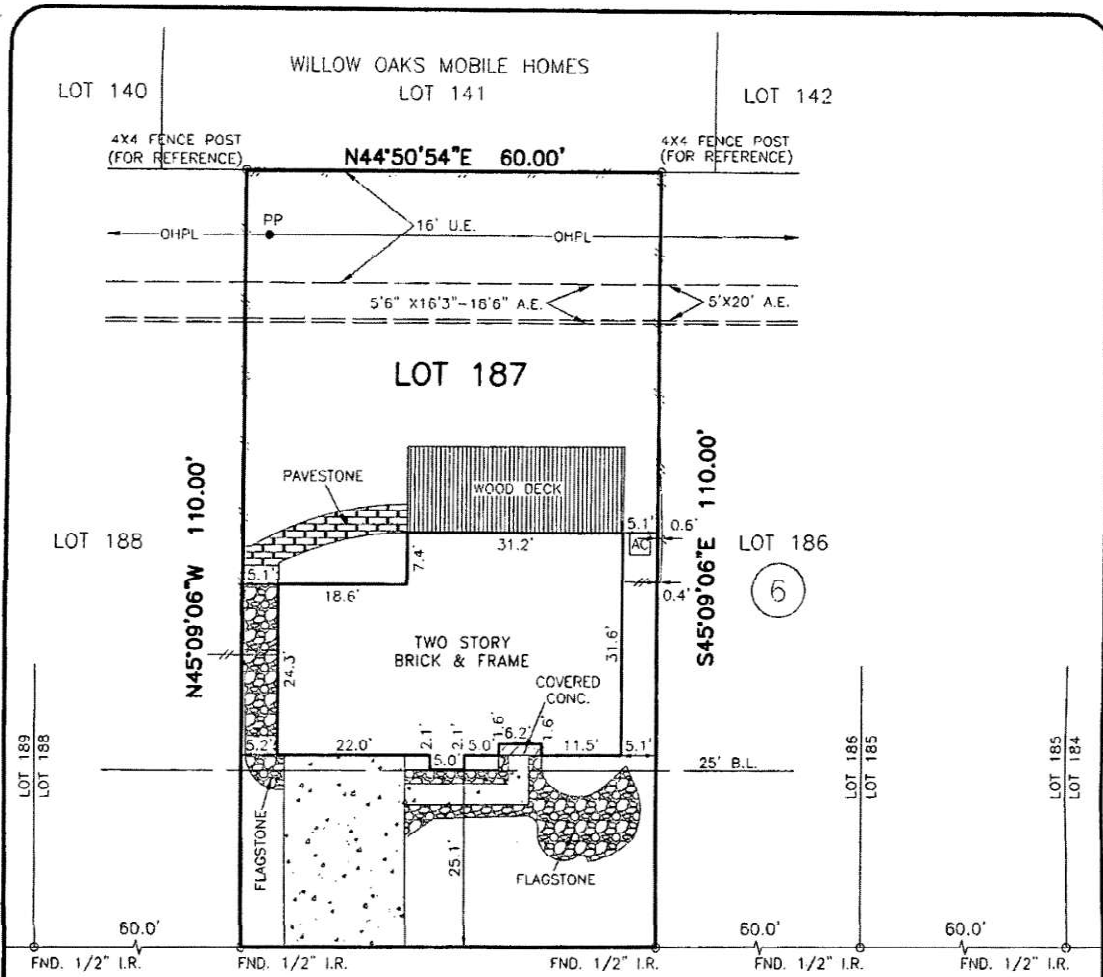 WILLOW OAKS MOBILE HOMES
LOT 140
LOT 141
LOT 142
4X4 FENCE POST
(FOR REFERENCE)
N44°50'54"E 60.00'
4X4 FENCE POST
(FOR REFERENCE)
PP
OHPL
16' U.E.
OHPL
5'6" X16'3"-18'6" A.E.
5'X20' A.E.
LOT 187
PAVESTONE
WOOD DECK
N45°09'06"W 110.00'
S45°09'06"E 110.00'
LOT 188
5.1'
0.6'
AC
LOT 186
31.2'
7.4'
5.1'
18.6'
0.4'
6
TWO STORY
BRICK & FRAME
31.6'
24.3'
COVERED
CONC.
1.6'
6.2'
1.6'
5.2'
22.0'
2.1'
2.1'
5.0'
11.5'
5.1'
5.0'
25' B.L.
LOT 189
LOT 188
LOT 186
LOT 185
LOT 185
LOT 184
FLAGSTONE
25.1'
FLAGSTONE
60.0'
60.0'
60.0'
FND. 1/2" I.R.
FND. 1/2" I.R.
FND. 1/2" I.R.
FND. 1/2" I.R.
FND. 1/2" I.R.